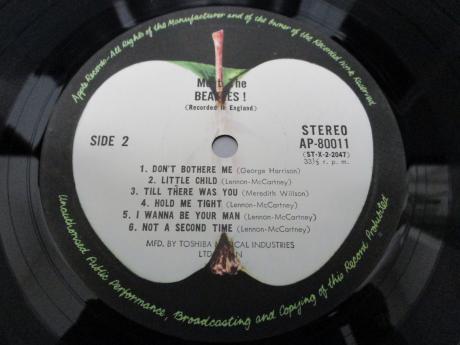 Apple Records—All Rights of the Manufacturer and of the Owner of the Recorded Work Reserved
Meet The
BEATLES!
(Recorded in England)
SIDE 2
STEREO
AP-80011
(ST-X-2-2047)
33⅓ r. p. m.
1. DON'T BOTHERE ME (George Harrison)
2. LITTLE CHILD (Lennon-McCartney)
3. TILL THERE WAS YOU (Meredith Willson)
4. HOLD ME TIGHT (Lennon-McCartney)
5. I WANNA BE YOUR MAN (Lennon-McCartney)
6. NOT A SECOND TIME (Lennon-McCartney)
MFD. BY TOSHIBA MUSICAL INDUSTRIES
LTD. JAPAN
Unauthorised Public Performance, Broadcasting and Copying of this Record Prohibited